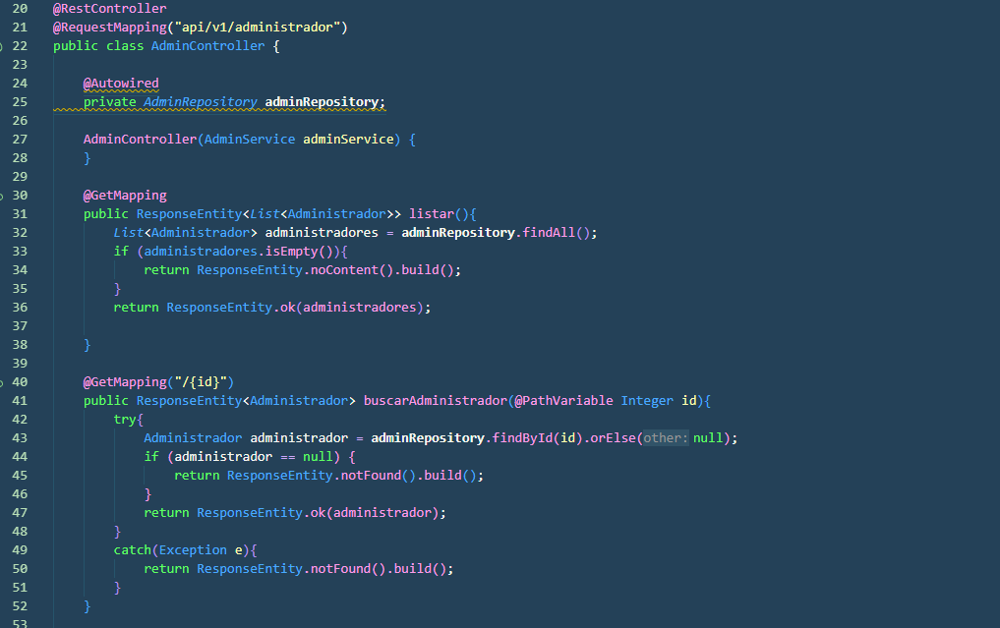 20 @RestController
21 @RequestMapping("api/v1/administrador")
22 public class AdminController {
23
24     @Autowired
25     private AdminRepository adminRepository;
26
27     AdminController(AdminService adminService) {
28     }
29
30     @GetMapping
31     public ResponseEntity<List<Administrador>> listar(){
32         List<Administrador> administradores = adminRepository.findAll();
33         if (administradores.isEmpty()){
34             return ResponseEntity.noContent().build();
35         }
36         return ResponseEntity.ok(administradores);
37
38     }
39
40     @GetMapping("/{id}")
41     public ResponseEntity<Administrador> buscarAdministrador(@PathVariable Integer id){
42         try{
43             Administrador administrador = adminRepository.findById(id).orElse(other: null);
44             if (administrador == null) {
45                 return ResponseEntity.notFound().build();
46             }
47             return ResponseEntity.ok(administrador);
48         }
49         catch(Exception e){
50             return ResponseEntity.notFound().build();
51         }
52     }
53